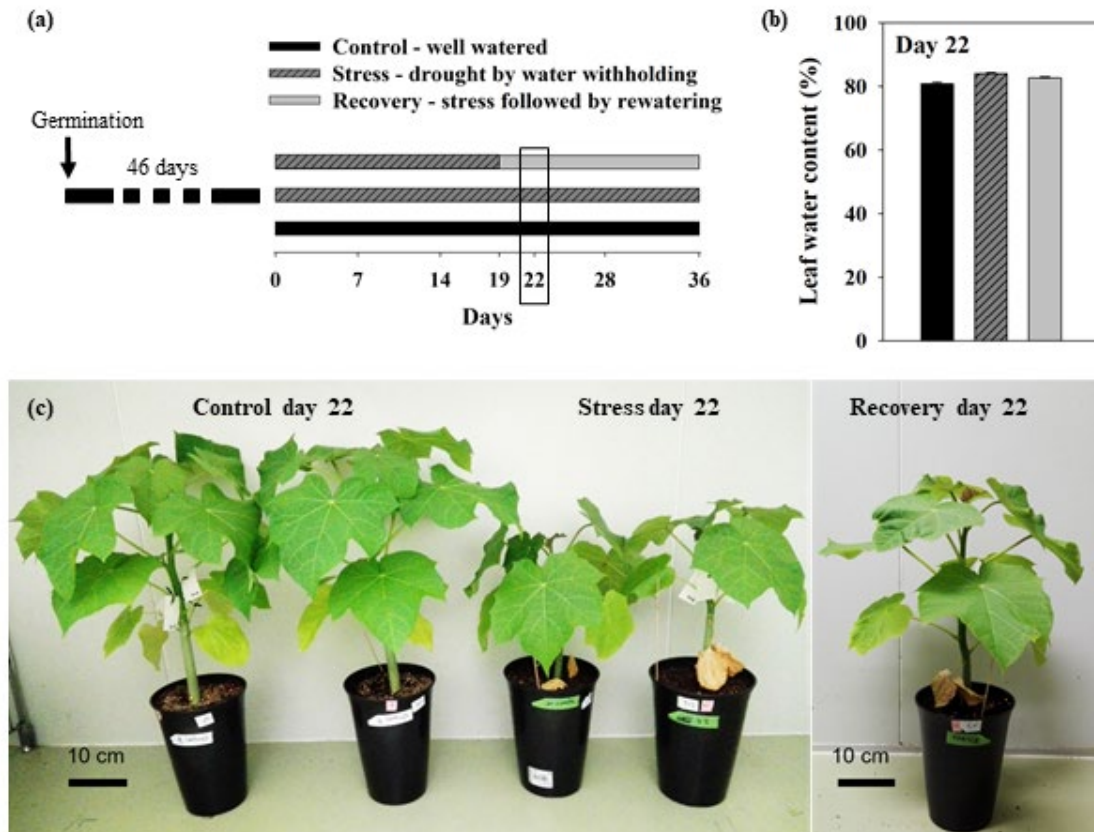 (a)
Control - well watered
Stress - drought by water withholding
Recovery - stress followed by rewatering
Germination
46 days
0 7 14 19 22 28 36
Days
(b)
Day 22
Leaf water content (%)
100
80
60
40
20
0
(c)
Control day 22
Stress day 22
Recovery day 22
10 cm
10 cm